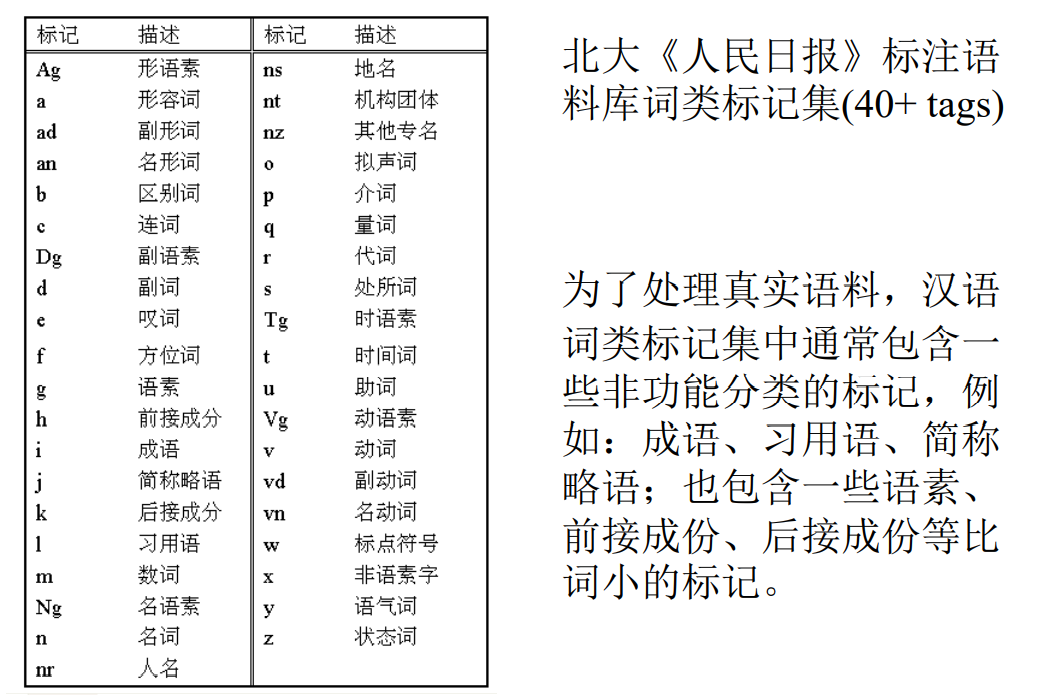 标记 描述 标记 描述
Ag 形语素 ns 地名
a 形容词 nt 机构团体
ad 副形词 nz 其他专名
an 名形词 o 拟声词
b 区别词 p 介词
c 连词 q 量词
Dg 副语素 r 代词
d 副词 s 处所词
e 叹词 Tg 时语素
f 方位词 t 时间词
g 语素 u 助词
h 前接成分 Vg 动语素
i 成语 v 动词
j 简称略语 vd 副动词
k 后接成分 vn 名动词
l 习用语 w 标点符号
m 数词 x 非语素字
Ng 名语素 y 语气词
n 名词 z 状态词
nr 人名
北大《人民日报》标注语
料库词类标记集(40+ tags)
为了处理真实语料，汉语
词类标记集中通常包含一
些非功能分类的标记，例
如：成语、习用语、简称
略语；也包含一些语素、
前接成份、后接成份等比
词小的标记。